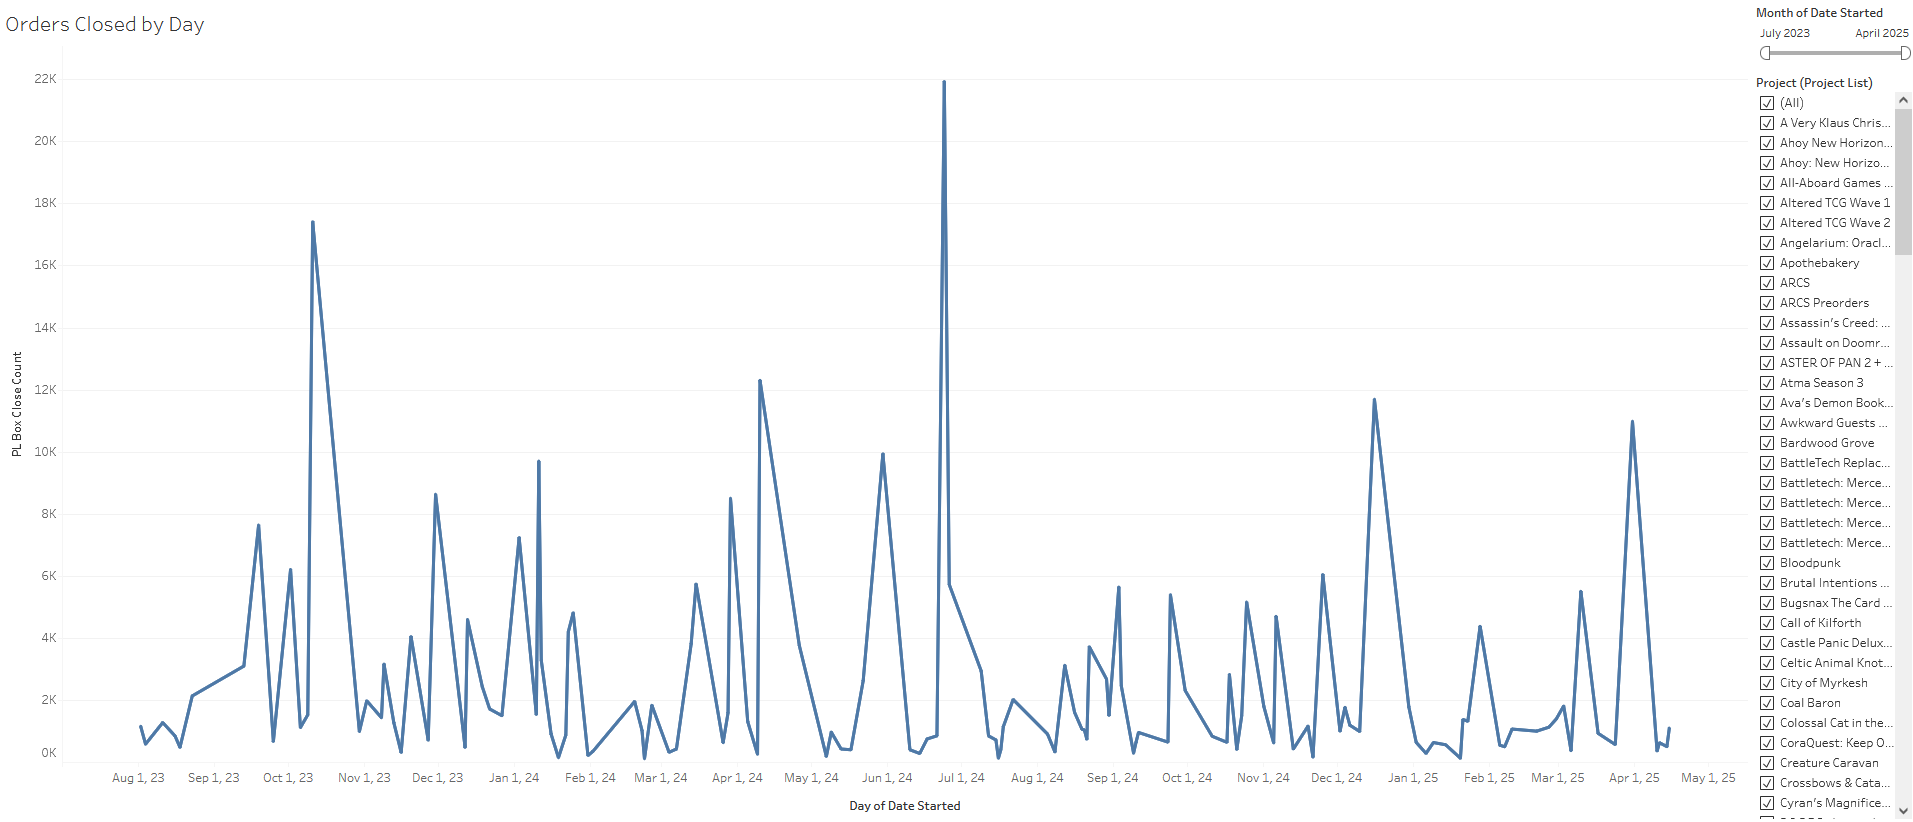 Orders Closed by Day
22K
20K
18K
16K
14K
12K
10K
8K
6K
4K
2K
0K
PL Box Close Count
Aug 1, 23
Sep 1, 23
Oct 1, 23
Nov 1, 23
Dec 1, 23
Jan 1, 24
Feb 1, 24
Mar 1, 24
Apr 1, 24
May 1, 24
Jun 1, 24
Jul 1, 24
Aug 1, 24
Sep 1, 24
Oct 1, 24
Nov 1, 24
Dec 1, 24
Jan 1, 25
Feb 1, 25
Mar 1, 25
Apr 1, 25
May 1, 25
Day of Date Started
Month of Date Started
July 2023 April 2025
Project (Project List)
(All)
A Very Klaus Chris...
Ahoy New Horizon...
Ahoy: New Horizo...
All-Aboard Games ...
Altered TCG Wave 1
Altered TCG Wave 2
Angelarium: Oracl...
Apothebakery
ARCS
ARCS Preorders
Assassin's Creed: ...
Assault on Doomr...
ASTER OF PAN 2 + ...
Atma Season 3
Ava's Demon Book...
Awkward Guests ...
Bardwood Grove
BattleTech Replac...
Battletech: Merce...
Battletech: Merce...
Battletech: Merce...
Battletech: Merce...
Bloodpunk
Brutal Intentions ...
Bugsnax The Card ...
Call of Kilforth
Castle Panic Delux...
Celtic Animal Knot...
City of Myrkesh
Coal Baron
Colossal Cat in the...
CoraQuest: Keep O...
Creature Caravan
Crossbows & Cata...
Cyran's Magnifice...